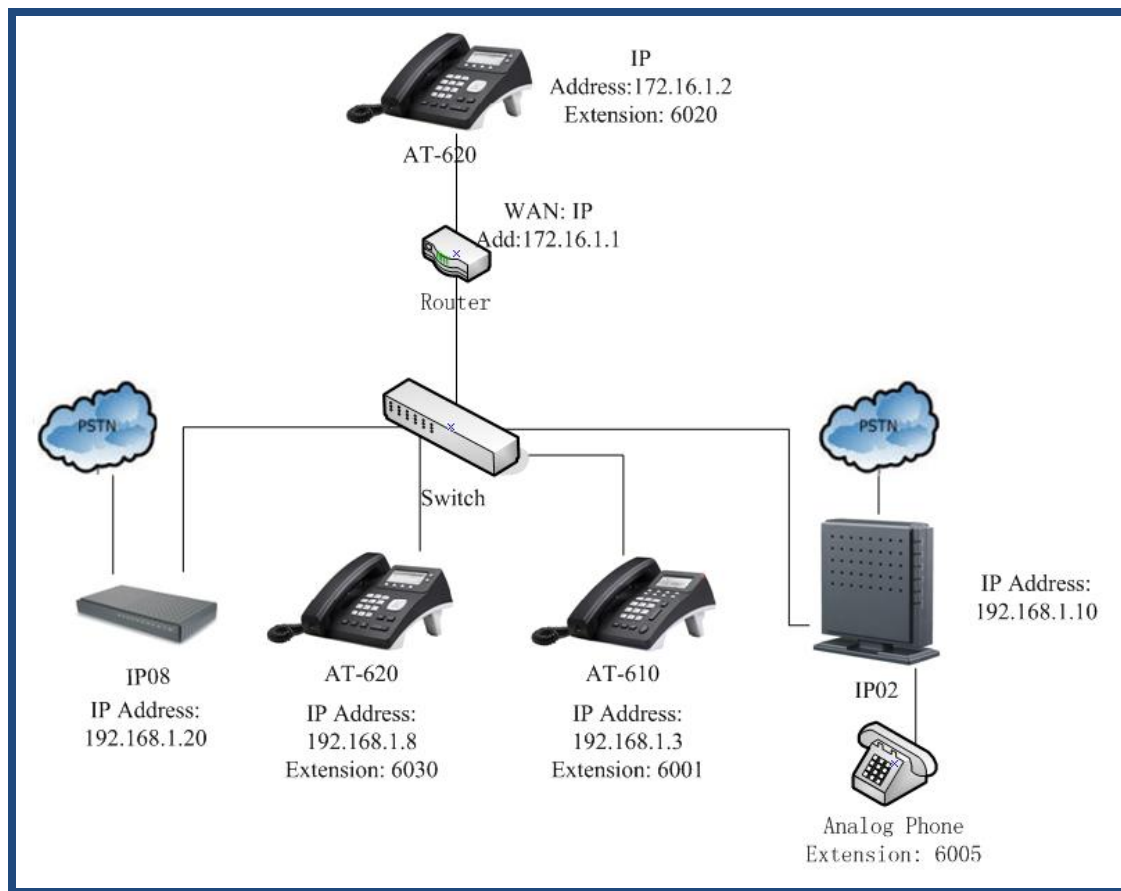 IP
Address:172.16.1.2
Extension: 6020
AT-620
WAN: IP
Add:172.16.1.1
Router
PSTN
PSTN
Switch
IP Address:
192.168.1.10
IP08
IP Address:
192.168.1.20
AT-620
IP Address:
192.168.1.8
Extension: 6030
AT-610
IP Address:
192.168.1.3
Extension: 6001
IP02
Analog Phone
Extension: 6005